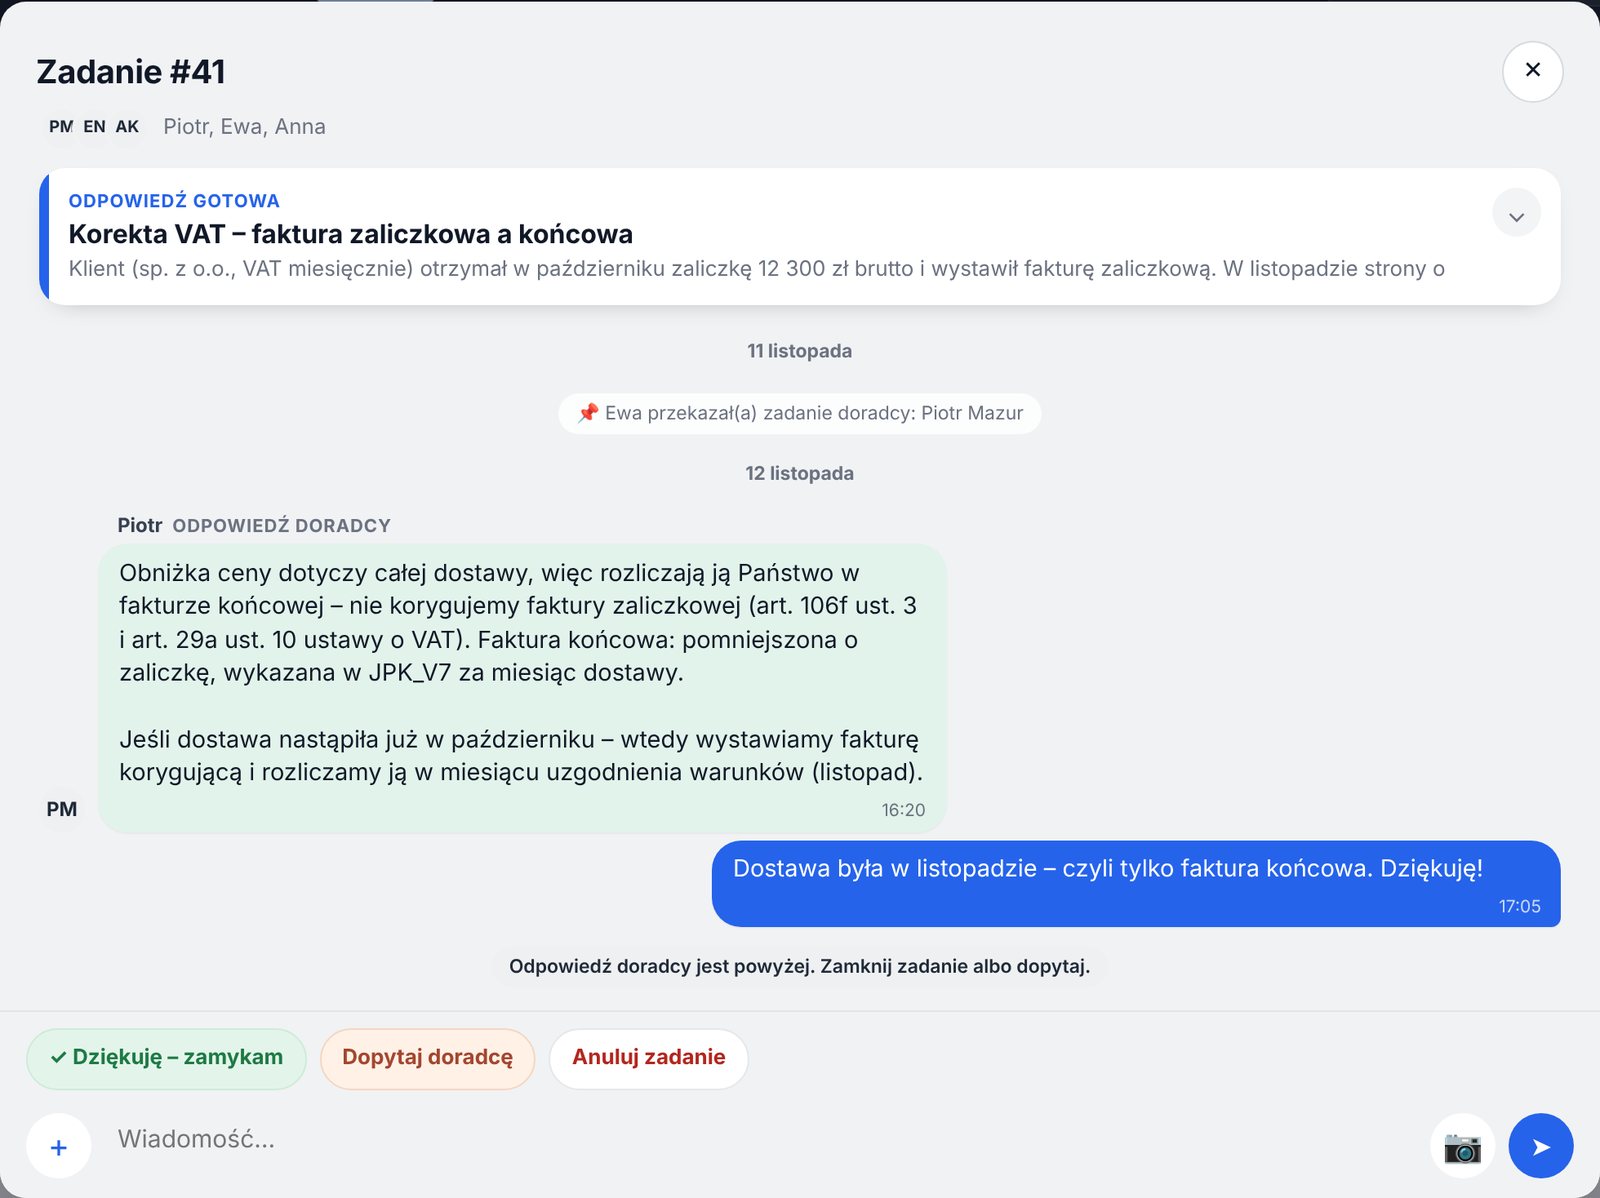 Zadanie #41
PM EN AK Piotr, Ewa, Anna
ODPOWIEDŹ GOTOWA
Korekta VAT – faktura zaliczkowa a końcowa
Klient (sp. z o.o., VAT miesięcznie) otrzymał w październiku zaliczkę 12 300 zł brutto i wystawił fakturę zaliczkową. W listopadzie strony o
11 listopada
📌 Ewa przekazał(a) zadanie doradcy: Piotr Mazur
12 listopada
Piotr ODPOWIEDŹ DORADCY
Obniżka ceny dotyczy całej dostawy, więc rozliczają ją Państwo w
fakturze końcowej – nie korygujemy faktury zaliczkowej (art. 106f ust. 3
i art. 29a ust. 10 ustawy o VAT). Faktura końcowa: pomniejszona o
zaliczkę, wykazana w JPK_V7 za miesiąc dostawy.
Jeśli dostawa nastąpiła już w październiku – wtedy wystawiamy fakturę
korygującą i rozliczamy ją w miesiącu uzgodnienia warunków (listopad).
PM
16:20
Dostawa była w listopadzie – czyli tylko faktura końcowa. Dziękuję!
17:05
Odpowiedź doradcy jest powyżej. Zamknij zadanie albo dopytaj.
✓ Dziękuję – zamykam
Dopytaj doradcę
Anuluj zadanie
+
Wiadomość...